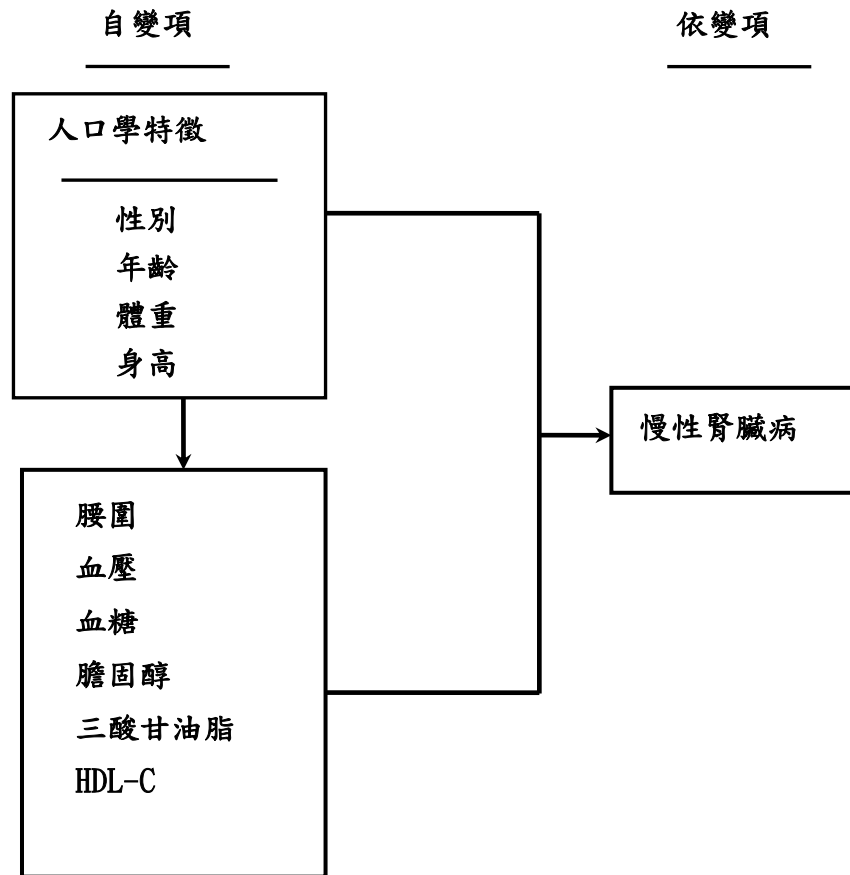 自變項
依變項
人口學特徵
性別
年齡
體重
身高
慢性腎臟病
腰圍
血壓
血糖
膽固醇
三酸甘油脂
HDL-C